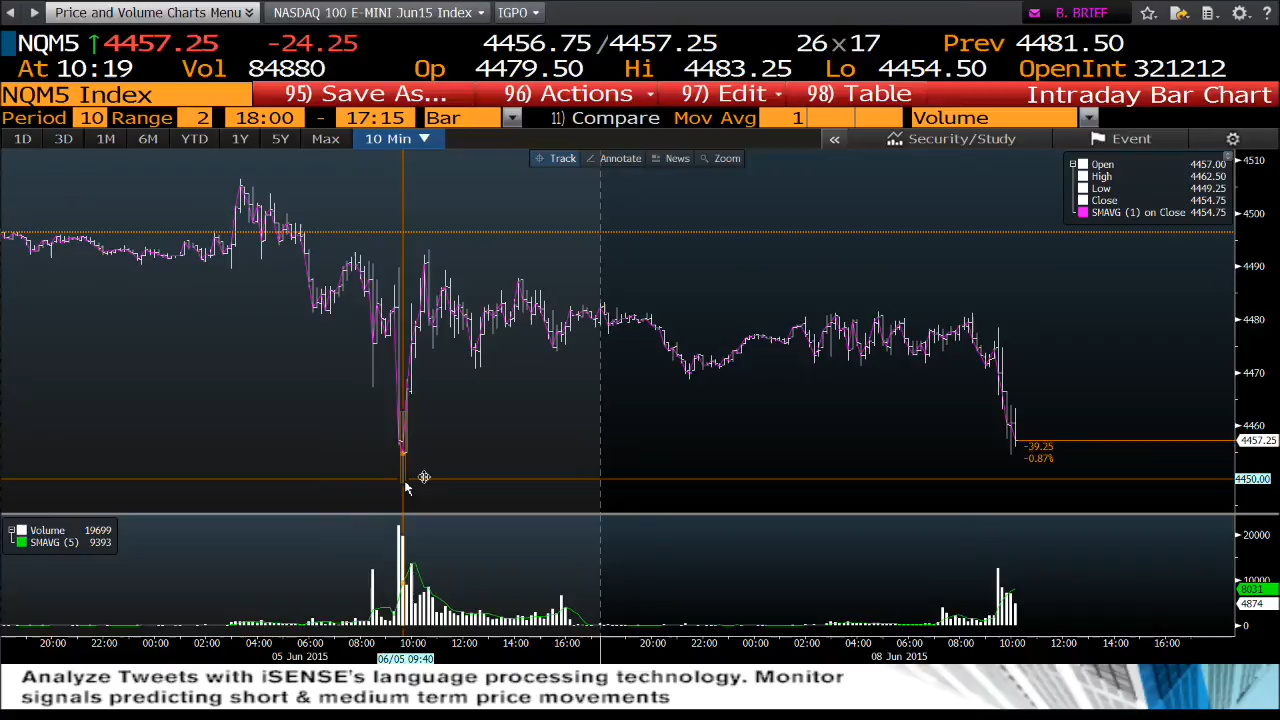 Price and Volume Charts Menu NASDAQ 100 E-MINI Jun15 Index IGPO B. BRIEF
NQM5 ↑4457.25 -24.25 4456.75/4457.25 26x17 Prev 4481.50
At 10:19 Vol 84880 Op 4479.50 Hi 4483.25 Lo 4454.50 OpenInt 321212
NQM5 Index 95) Save As... 96) Actions 97) Edit 98) Table Intraday Bar Chart
Period 10 Range 2 18:00 - 17:15 Bar 11) Compare Mov Avg 1 Volume
1D 3D 1M 6M YTD 1Y 5Y Max 10 Min ▼ « Security/Study Event
Track Annotate News Zoom
Open 4457.00
High 4462.50
Low 4449.25
Close 4454.75
SMAVG (1) on Close 4454.75
4510
4500
4490
4480
4470
4460
4457.25
-39.25
-0.87%
4450.00
Volume 19699
SMAVG (5) 9393
20000
10000
8031
4874
0
20:00 22:00 00:00 02:00 04:00 06:00 08:00 10:00 12:00 14:00 16:00 20:00 22:00 00:00 02:00 04:00 06:00 08:00 10:00 12:00 14:00 16:00
05 Jun 2015 06/05 09:40 08 Jun 2015
Analyze Tweets with iSENSE's language processing technology. Monitor
signals predicting short & medium term price movements